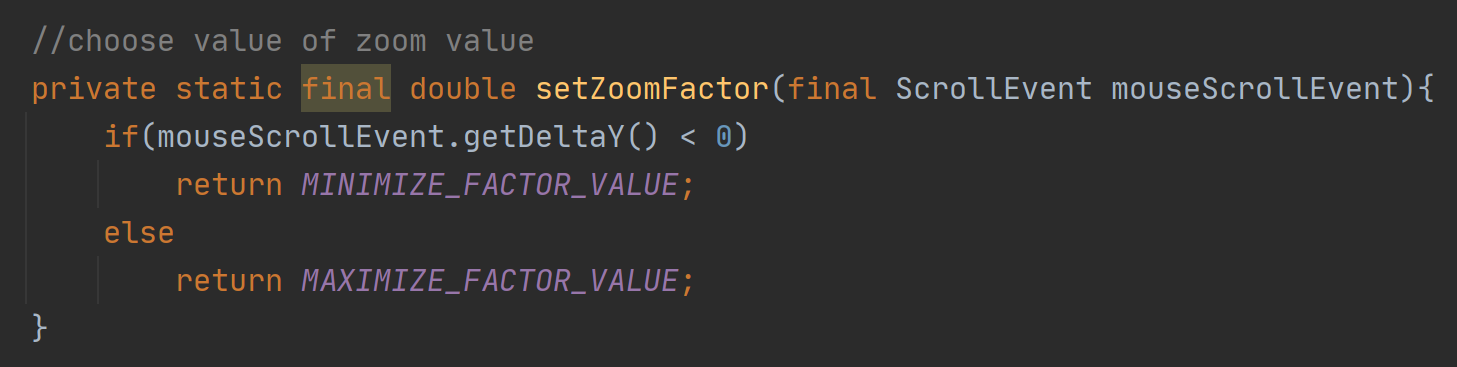 //choose value of zoom value
private static final double setZoomFactor(final ScrollEvent mouseScrollEvent){
    if(mouseScrollEvent.getDeltaY() < 0)
        return MINIMIZE_FACTOR_VALUE;
    else
        return MAXIMIZE_FACTOR_VALUE;
}